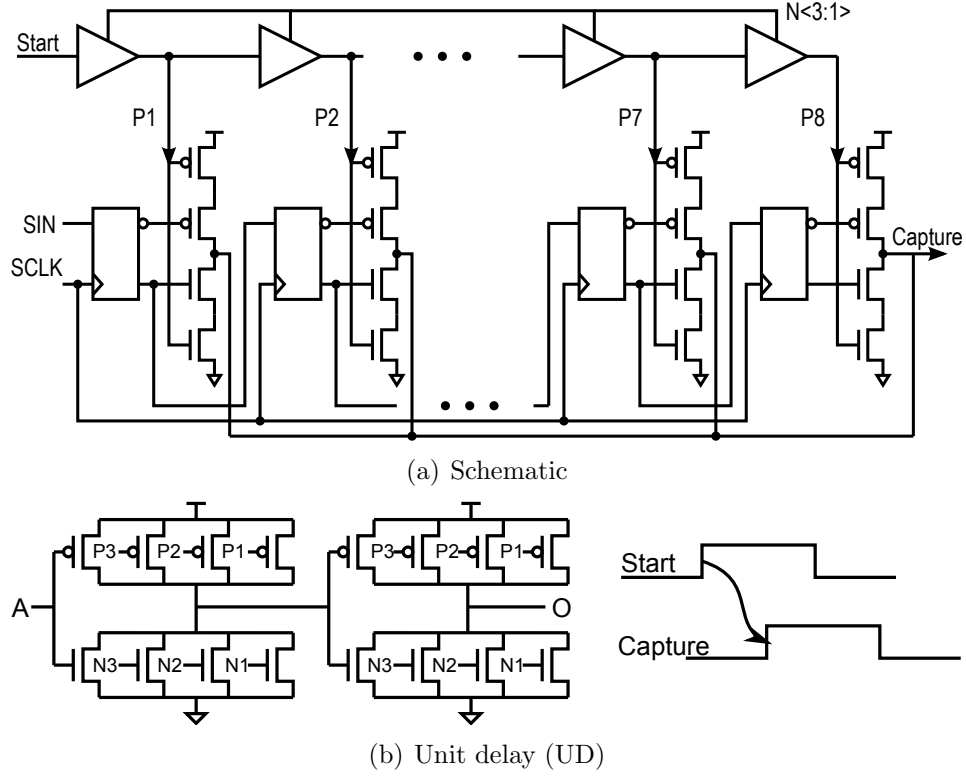 N<3:1>
Start
P1 P2 P7 P8
SIN
Capture
SCLK
(a) Schematic
P3 P2 P1 P3 P2 P1
Start
A O
N3 N2 N1 N3 N2 N1
Capture
(b) Unit delay (UD)